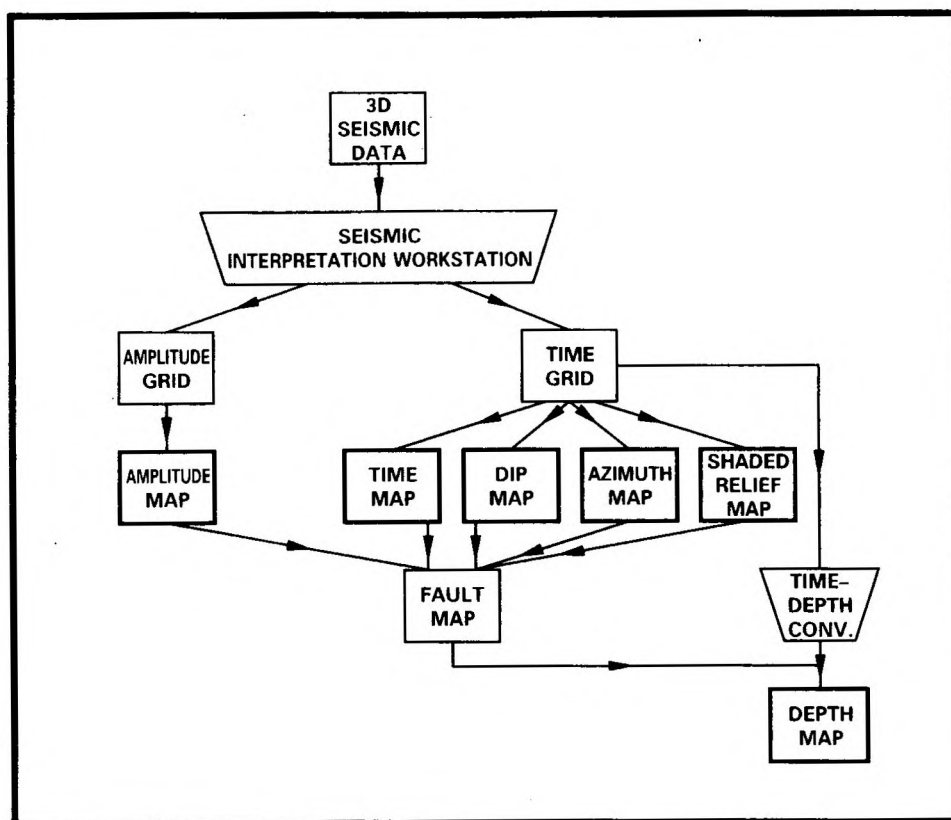 3D
SEISMIC
DATA
SEISMIC
INTERPRETATION WORKSTATION
AMPLITUDE
GRID
TIME
GRID
AMPLITUDE
MAP
TIME
MAP
DIP
MAP
AZIMUTH
MAP
SHADED
RELIEF
MAP
FAULT
MAP
TIME–
DEPTH
CONV.
DEPTH
MAP